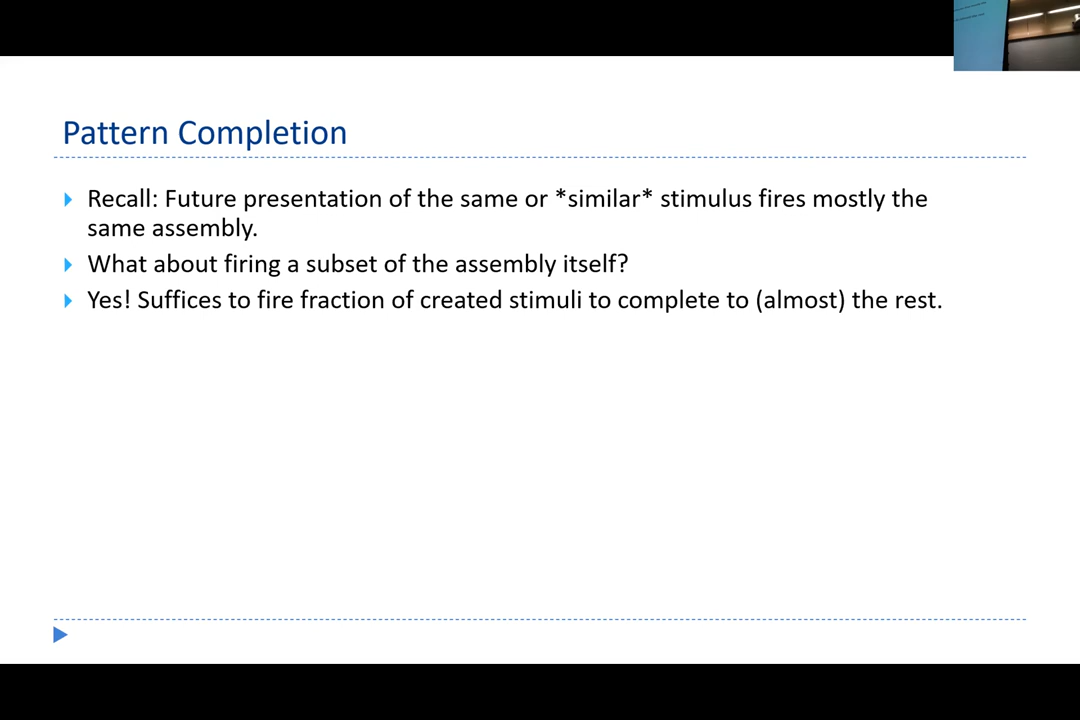 Pattern Completion
Recall: Future presentation of the same or *similar* stimulus fires mostly the
same assembly.
What about firing a subset of the assembly itself?
Yes! Suffices to fire fraction of created stimuli to complete to (almost) the rest.